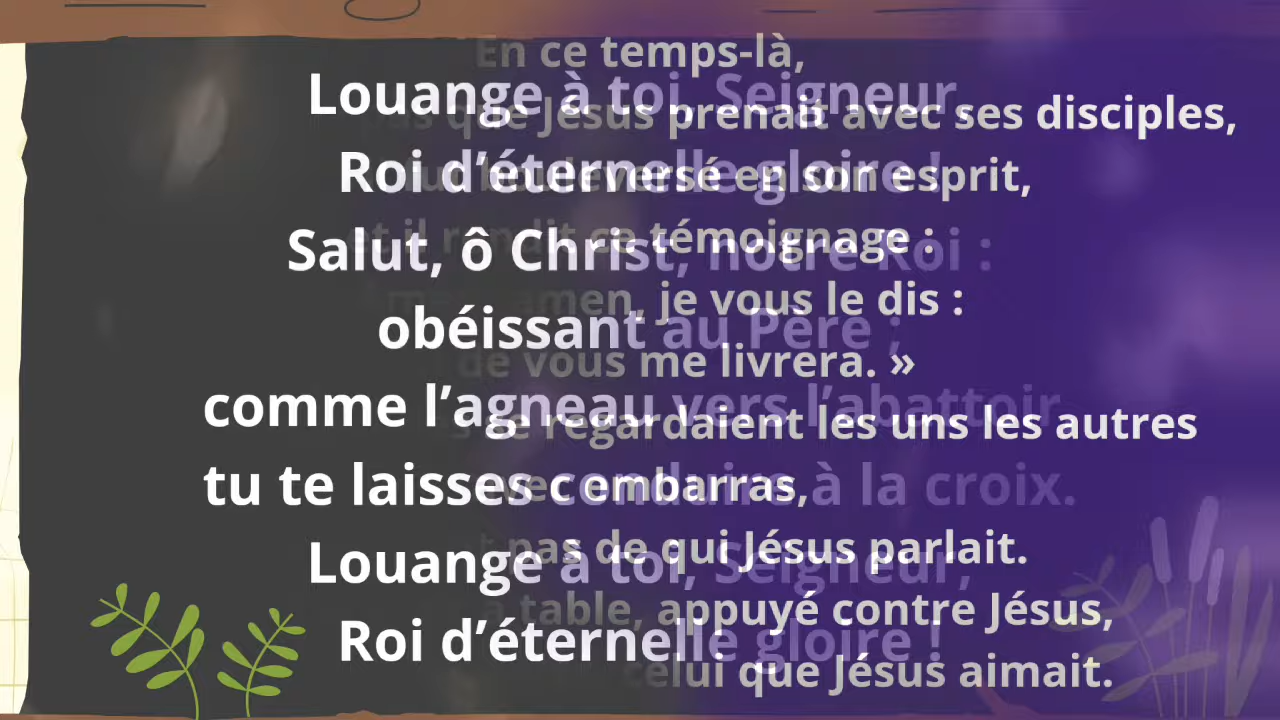 Louange à toi, Seigneur,
Roi d’éternelle gloire !
Salut, ô Christ, notre Roi :
obéissant au Père ;
comme l’agneau vers l’abattoir
tu te laisses conduire à la croix.
Louange à toi, Seigneur,
Roi d’éternelle gloire !
En ce temps-là,
que Jésus prenait avec ses disciples,
bouleversé en son esprit,
et il rendit ce témoignage :
amen, je vous le dis :
de vous me livrera. »
se regardaient les uns les autres
embarras,
pas de qui Jésus parlait.
à table, appuyé contre Jésus,
celui que Jésus aimait.